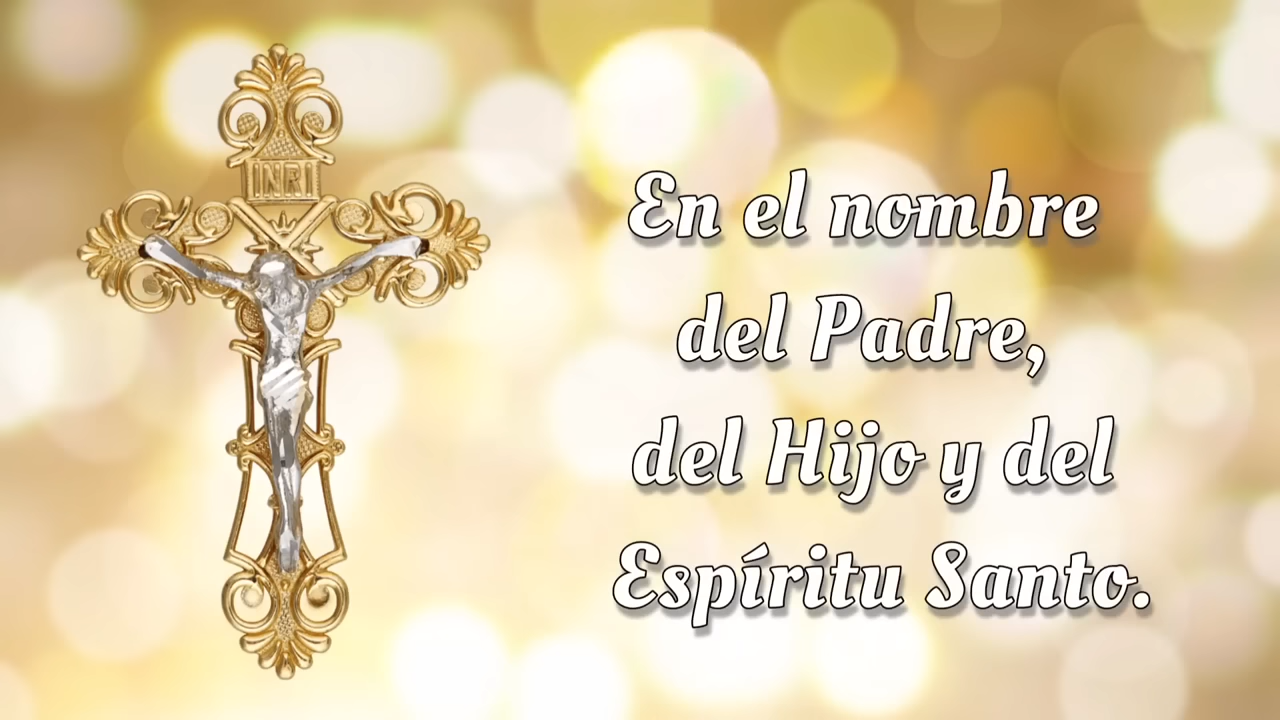 INRI
En el nombre
del Padre,
del Hijo y del
Espíritu Santo.